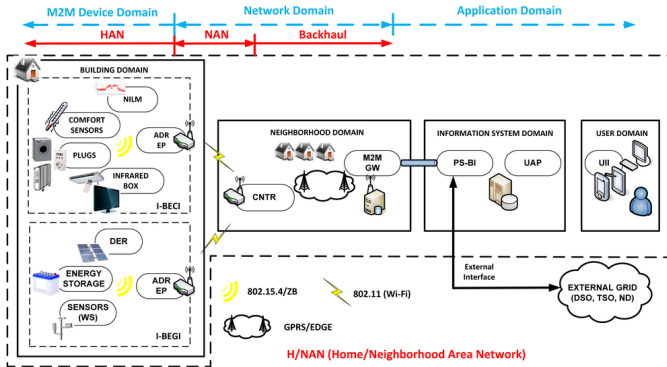 M2M Device Domain
Network Domain
Application Domain
HAN
NAN
Backhaul
BUILDING DOMAIN
NILM
COMFORT
SENSORS
ADR
EP
PLUGS
INFRARED
BOX
I-BECI
DER
ENERGY
STORAGE
ADR
EP
SENSORS
(WS)
I-BEGI
NEIGHBORHOOD DOMAIN
M2M
GW
CNTR
INFORMATION SYSTEM DOMAIN
PS-BI
UAP
USER DOMAIN
UII
External
Interface
EXTERNAL GRID
(DSO, TSO, ND)
802.15.4/ZB
802.11 (Wi-Fi)
GPRS/EDGE
H/NAN (Home/Neighborhood Area Network)